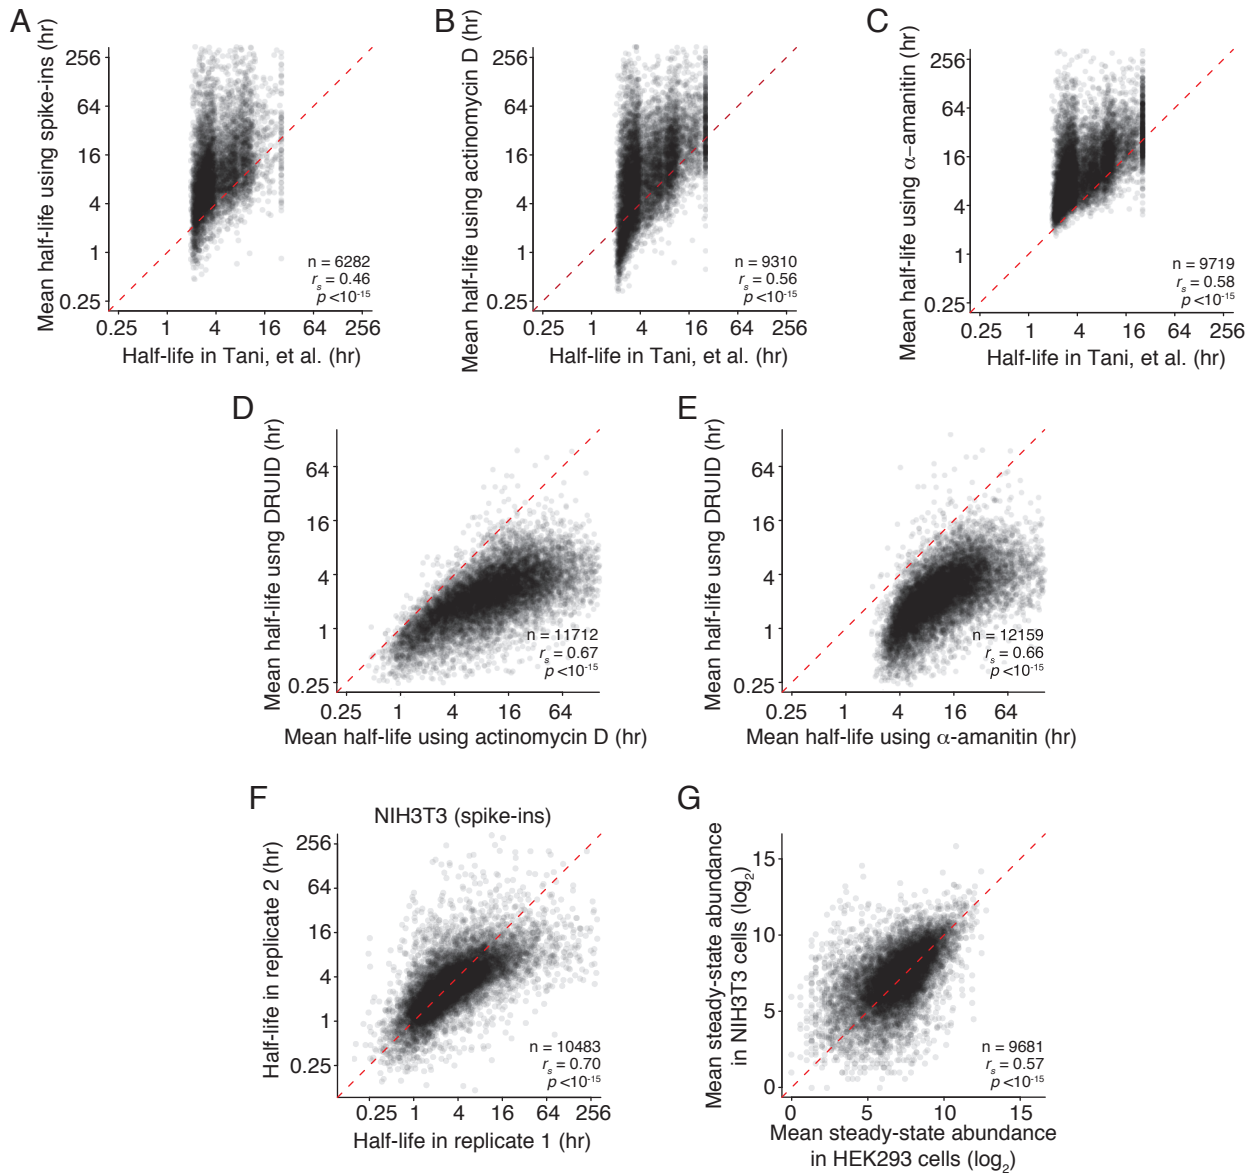 A
Mean half-life using spike-ins (hr)
256
64
16
4
1
0.25
n = 6282
rs = 0.46
p <10-15
0.25 1 4 16 64 256
Half-life in Tani, et al. (hr)
B
Mean half-life using actinomycin D (hr)
256
64
16
4
1
0.25
n = 9310
rs = 0.56
p <10-15
0.25 1 4 16 64 256
Half-life in Tani, et al. (hr)
C
Mean half-life using α−amanitin (hr)
256
64
16
4
1
0.25
n = 9719
rs = 0.58
p <10-15
0.25 1 4 16 64 256
Half-life in Tani, et al. (hr)
D
Mean half-life usng DRUID (hr)
64
16
4
1
0.25
n = 11712
rs = 0.67
p <10-15
0.25 1 4 16 64
Mean half-life using actinomycin D (hr)
E
Mean half-life usng DRUID (hr)
64
16
4
1
0.25
n = 12159
rs = 0.66
p <10-15
0.25 1 4 16 64
Mean half-life using α-amanitin (hr)
F
NIH3T3 (spike-ins)
Half-life in replicate 2 (hr)
256
64
16
4
1
0.25
n = 10483
rs = 0.70
p <10-15
0.25 1 4 16 64 256
Half-life in replicate 1 (hr)
G
Mean steady-state abundance
in NIH3T3 cells (log2)
15
10
5
0
n = 9681
rs = 0.57
p <10-15
0 5 10 15
Mean steady-state abundance
in HEK293 cells (log2)